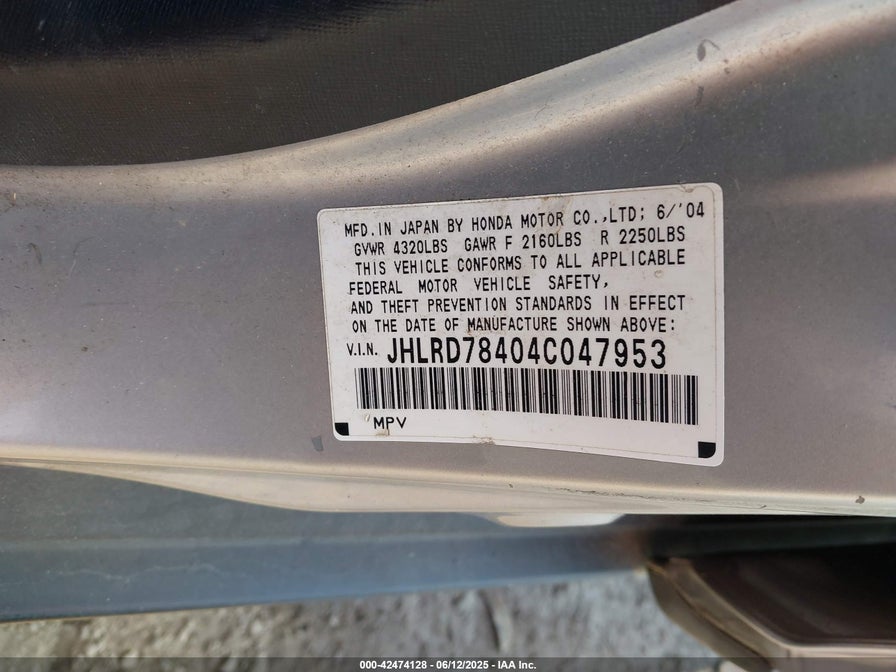 MFD. IN JAPAN BY HONDA MOTOR CO.,LTD; 6/'04
GVWR 4320LBS GAWR F 2160LBS R 2250LBS
THIS VEHICLE CONFORMS TO ALL APPLICABLE
FEDERAL MOTOR VEHICLE SAFETY,
AND THEFT PREVENTION STANDARDS IN EFFECT
ON THE DATE OF MANUFACTURE SHOWN ABOVE:
V.I.N. JHLRD78404C047953
MPV
000-42474128 - 06/12/2025 - IAA Inc.